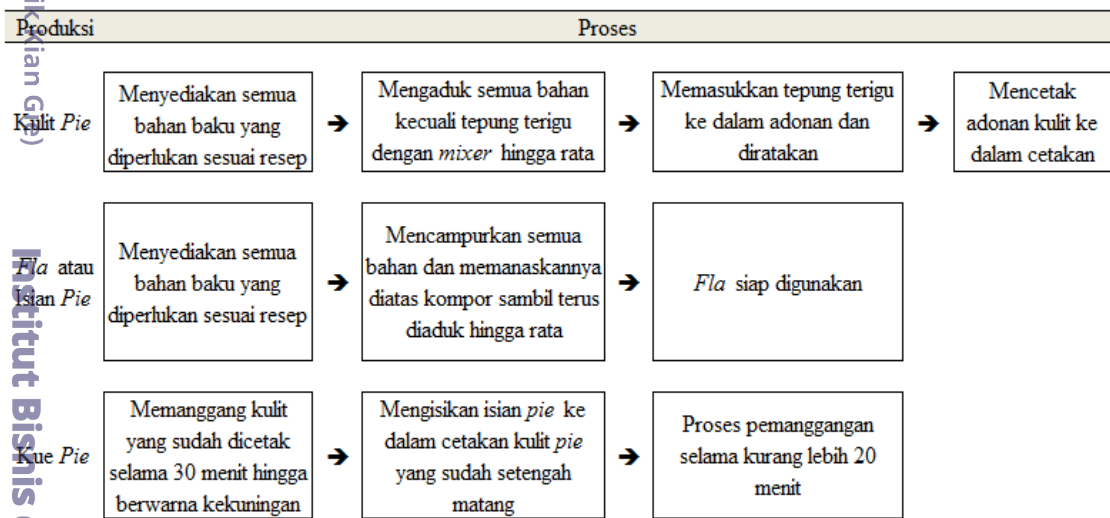 Produksi Proses
Kulit Pie
Menyediakan semua
bahan baku yang
diperlukan sesuai resep
Mengaduk semua bahan
kecuali tepung terigu
dengan mixer hingga rata
Memasukkan tepung terigu
ke dalam adonan dan
diratakan
Mencetak
adonan kulit ke
dalam cetakan
Fla atau
Isian Pie
Menyediakan semua
bahan baku yang
diperlukan sesuai resep
Mencampurkan semua
bahan dan memanaskannya
diatas kompor sambil terus
diaduk hingga rata
Fla siap digunakan
Kue Pie
Memanggang kulit
yang sudah dicetak
selama 30 menit hingga
berwarna kekuningan
Mengisikan isian pie ke
dalam cetakan kulit pie
yang sudah setengah
matang
Proses pemanggangan
selama kurang lebih 20
menit
ik Kian Gie)
Institut Bisnis